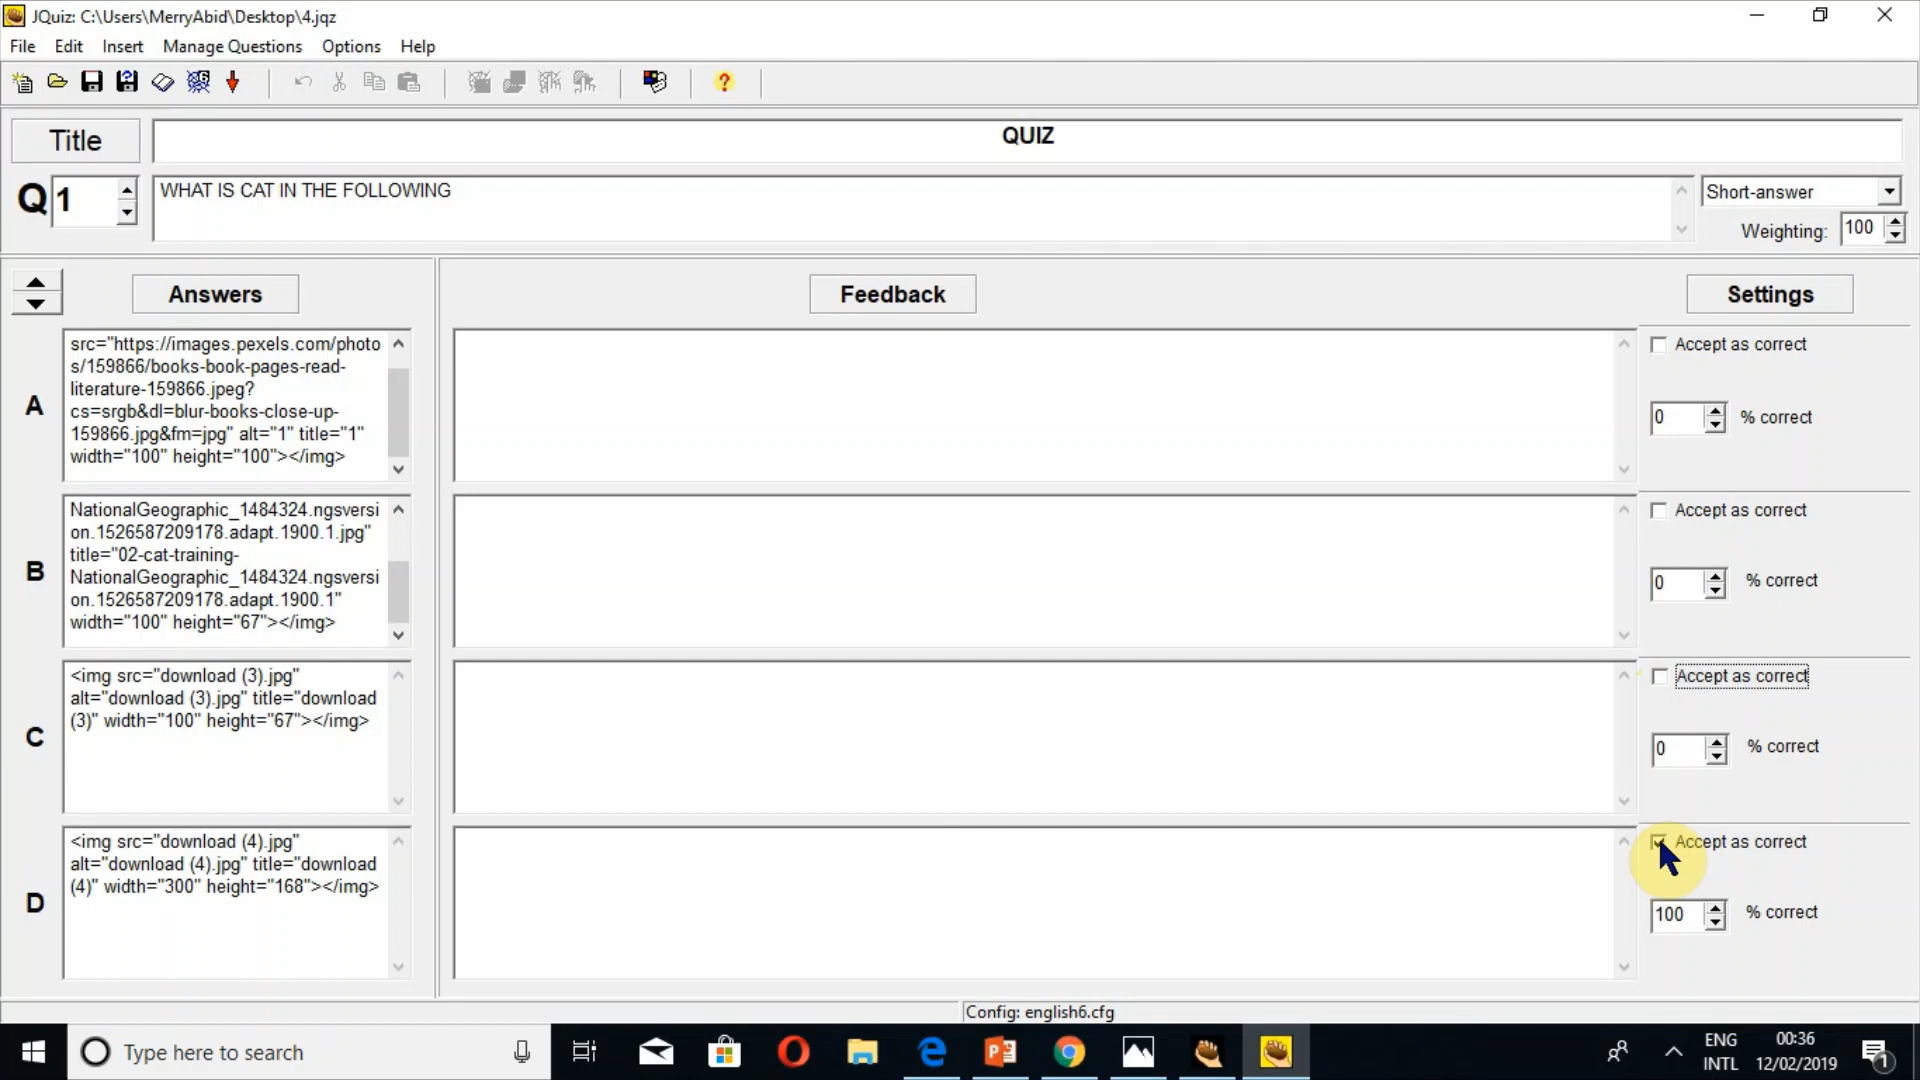 JQuiz: C:\Users\MerryAbid\Desktop\4.jqz
File Edit Insert Manage Questions Options Help
Title
QUIZ
Q 1
WHAT IS CAT IN THE FOLLOWING
Short-answer
Weighting: 100
Answers
Feedback
Settings
A
src="https://images.pexels.com/photo
s/159866/books-book-pages-read-
literature-159866.jpeg?
cs=srgb&dl=blur-books-close-up-
159866.jpg&fm=jpg" alt="1" title="1"
width="100" height="100"></img>
Accept as correct
0 % correct
B
NationalGeographic_1484324.ngsversi
on.1526587209178.adapt.1900.1.jpg"
title="02-cat-training-
NationalGeographic_1484324.ngsversi
on.1526587209178.adapt.1900.1"
width="100" height="67"></img>
Accept as correct
0 % correct
C
<img src="download (3).jpg"
alt="download (3).jpg" title="download
(3)" width="100" height="67"></img>
Accept as correct
0 % correct
D
<img src="download (4).jpg"
alt="download (4).jpg" title="download
(4)" width="300" height="168"></img>
Accept as correct
100 % correct
Config: english6.cfg
Type here to search
ENG
INTL
00:36
12/02/2019
1